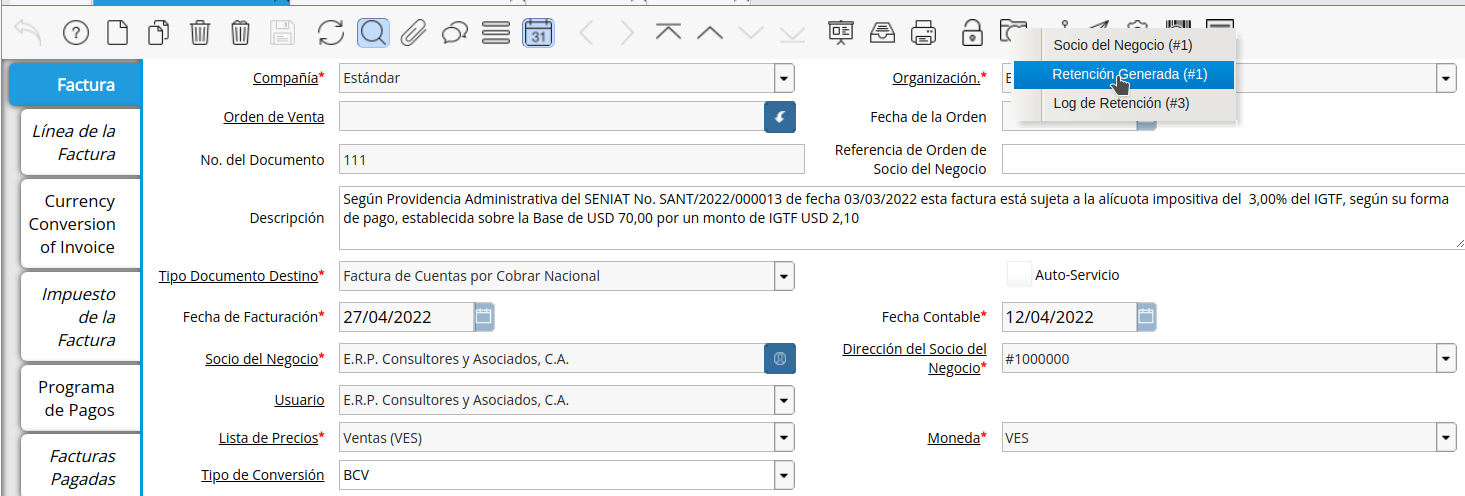 31
Socio del Negocio (#1)
Retención Generada (#1)
Log de Retención (#3)
Factura
Línea de la
Factura
Currency
Conversion
of Invoice
Impuesto
de la
Factura
Programa
de Pagos
Facturas
Pagadas
Compañía* Estándar
Organización.* E
Orden de Venta
Fecha de la Orden
No. del Documento 111
Referencia de Orden de
Socio del Negocio
Descripción
Según Providencia Administrativa del SENIAT No. SANT/2022/000013 de fecha 03/03/2022 esta factura está sujeta a la alícuota impositiva del 3,00% del IGTF, según su forma
de pago, establecida sobre la Base de USD 70,00 por un monto de IGTF USD 2,10
Tipo Documento Destino* Factura de Cuentas por Cobrar Nacional
Auto-Servicio
Fecha de Facturación* 27/04/2022
Fecha Contable* 12/04/2022
Socio del Negocio* E.R.P. Consultores y Asociados, C.A.
Dirección del Socio del
Negocio* #1000000
Usuario E.R.P. Consultores y Asociados, C.A.
Lista de Precios* Ventas (VES)
Moneda* VES
Tipo de Conversión BCV